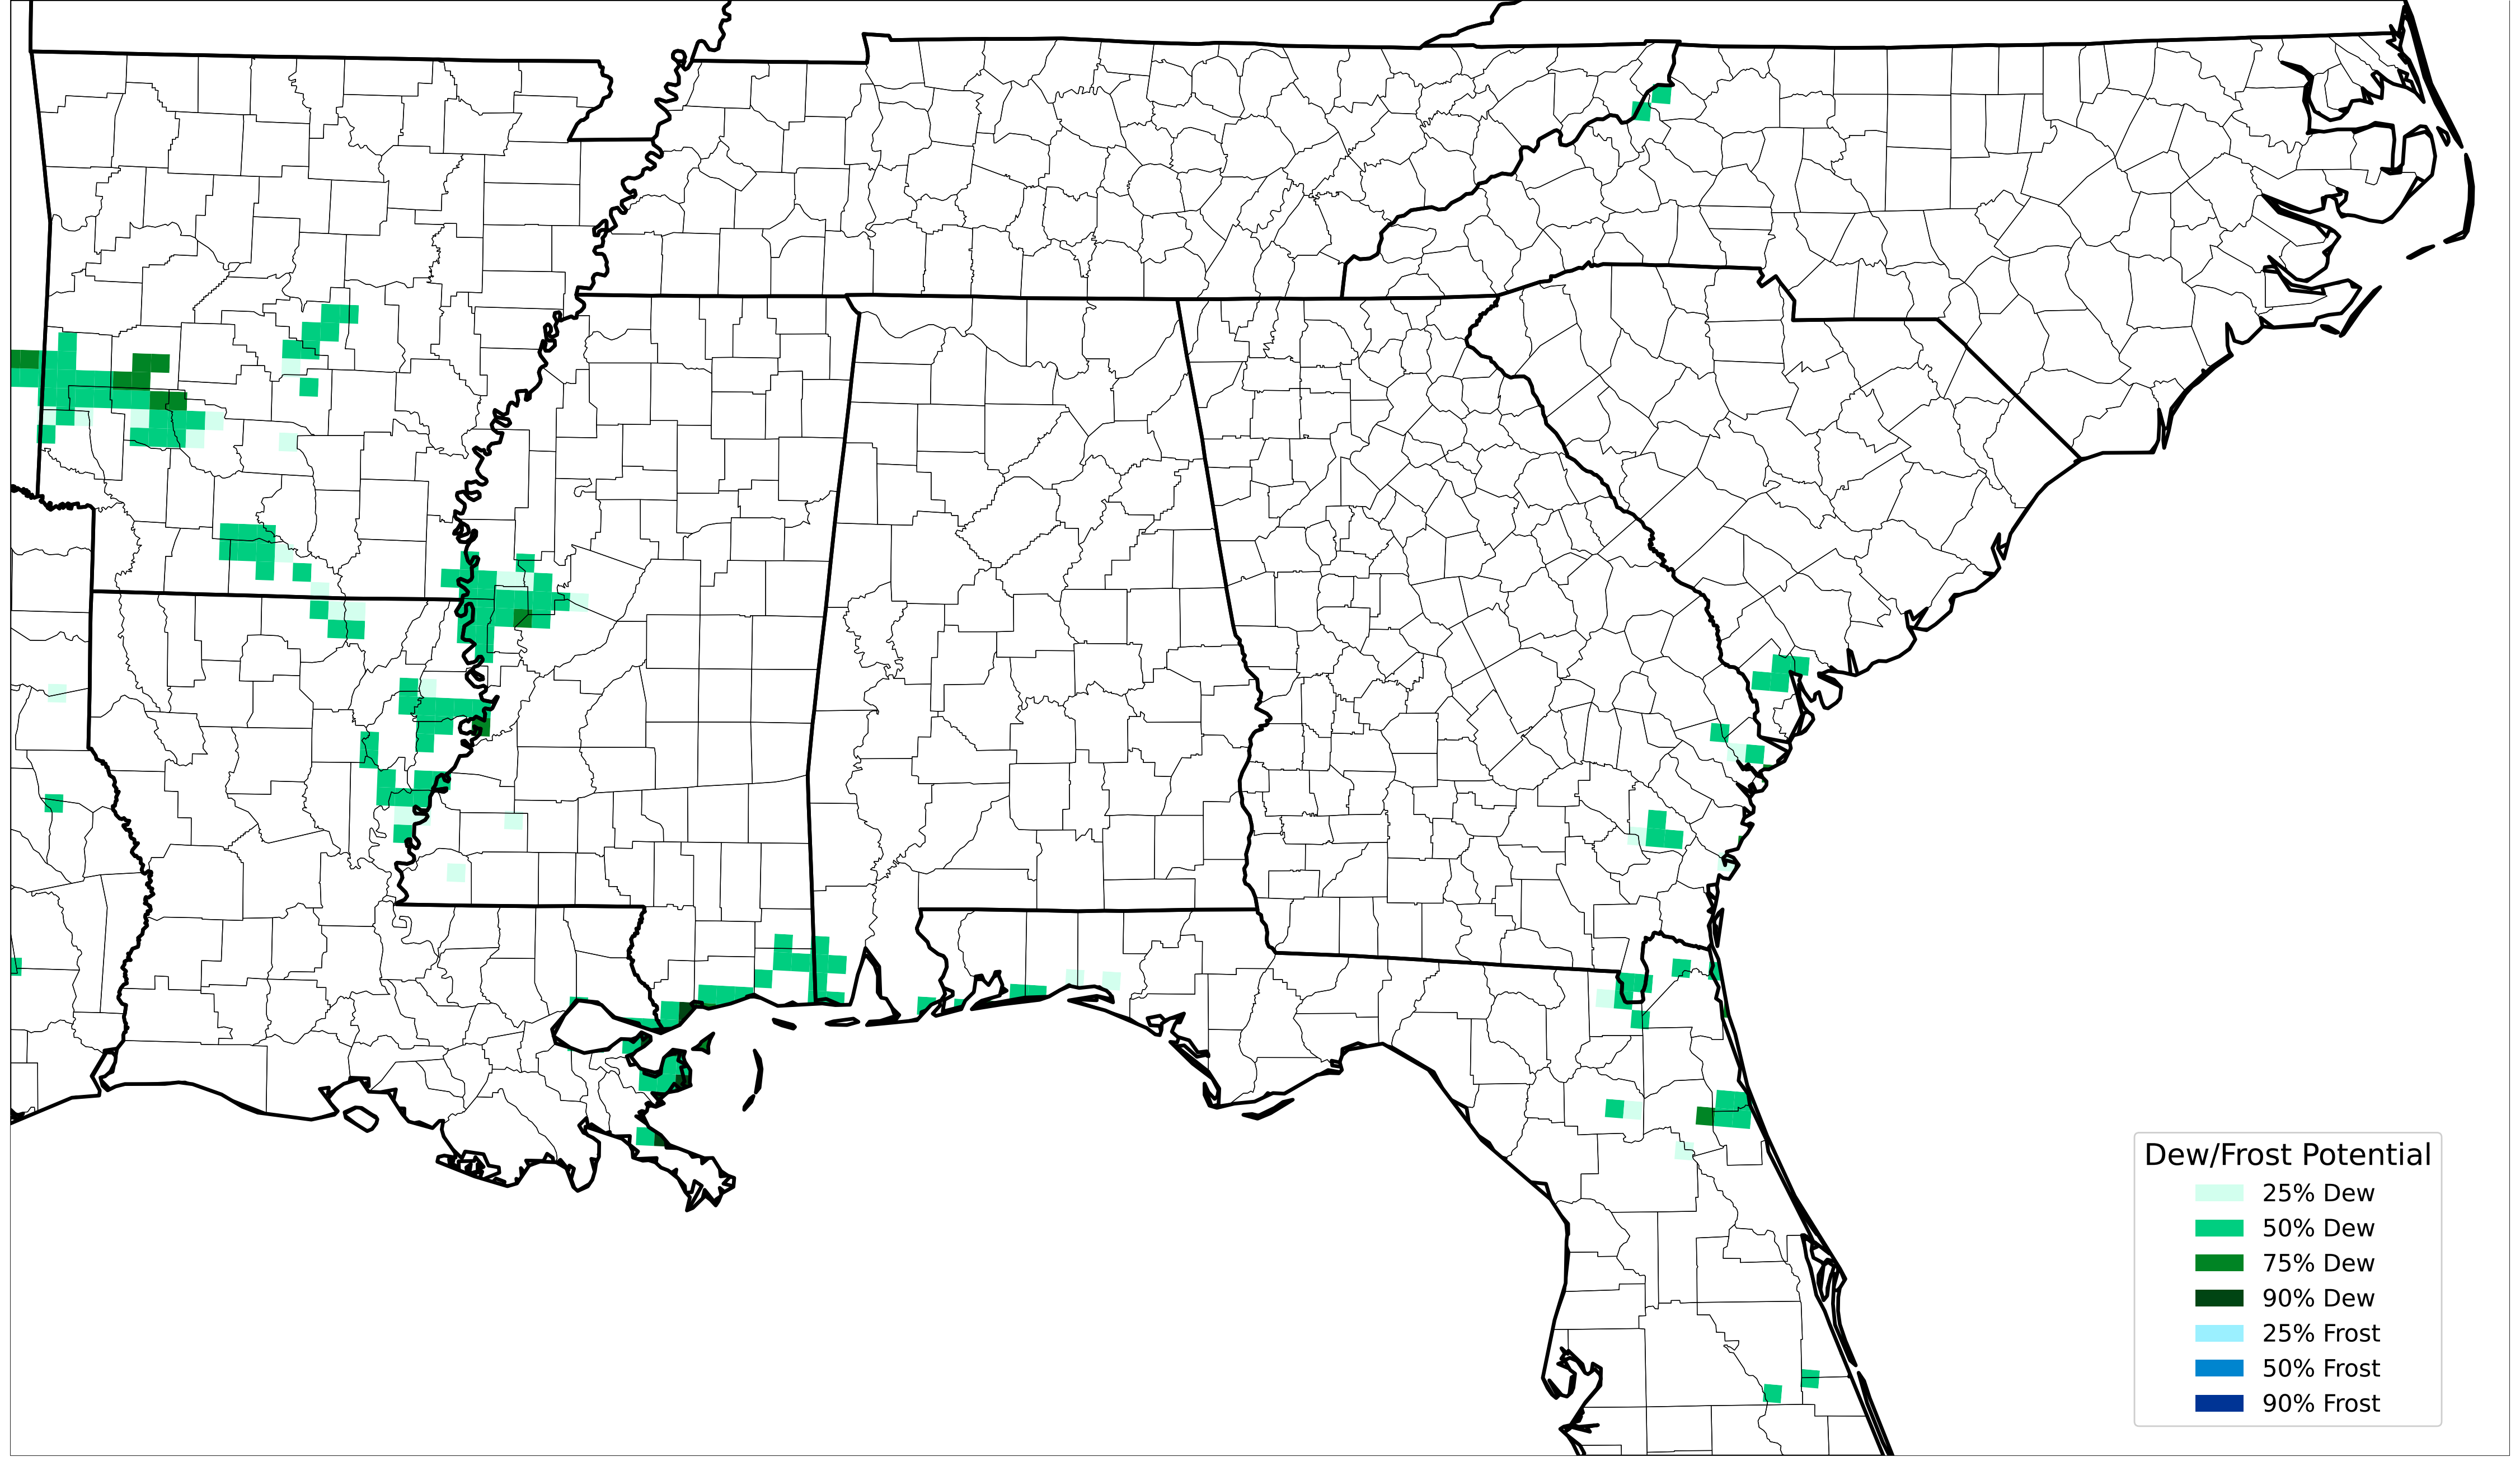 Dew/Frost Potential
25% Dew
50% Dew
75% Dew
90% Dew
25% Frost
50% Frost
90% Frost